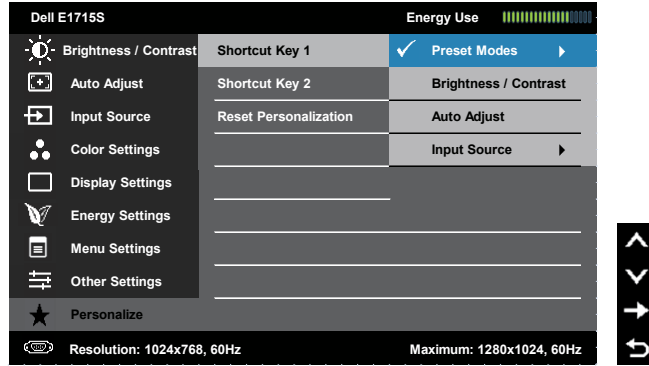 Dell E1715S Energy Use
Brightness / Contrast Shortcut Key 1 Preset Modes
Auto Adjust Shortcut Key 2 Brightness / Contrast
Input Source Reset Personalization Auto Adjust
Color Settings Input Source
Display Settings
Energy Settings
Menu Settings
Other Settings
Personalize
Resolution: 1024x768, 60Hz Maximum: 1280x1024, 60Hz